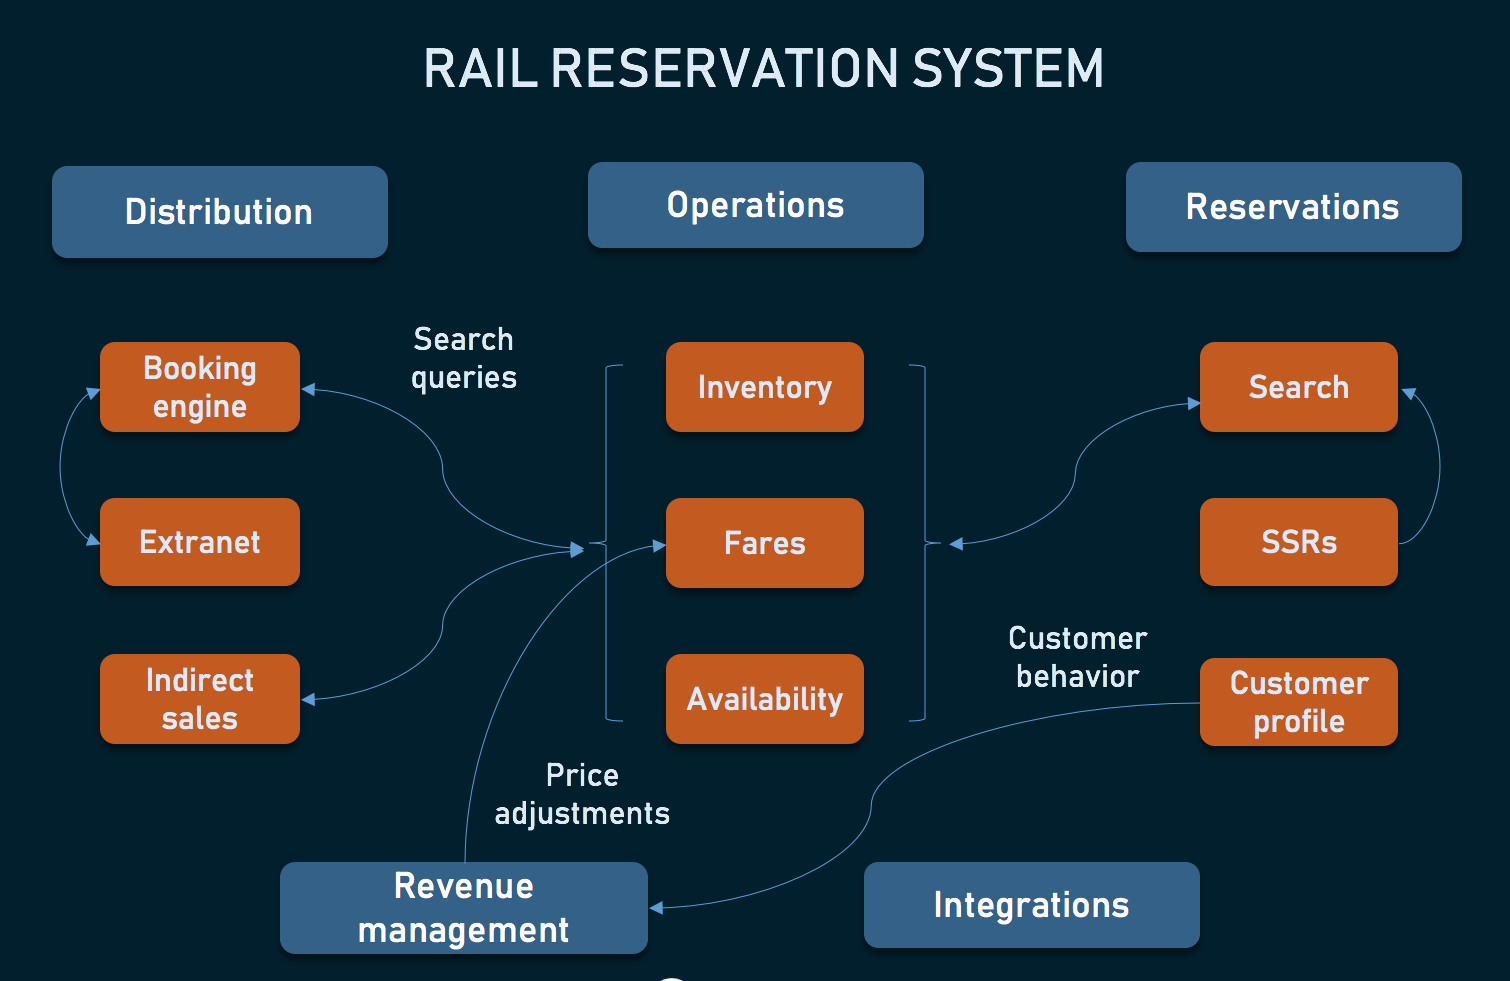 RAIL RESERVATION SYSTEM
Distribution
Operations
Reservations
Search
queries
Booking
engine
Inventory
Search
Extranet
Fares
SSRs
Customer
behavior
Indirect
sales
Availability
Customer
profile
Price
adjustments
Revenue
management
Integrations